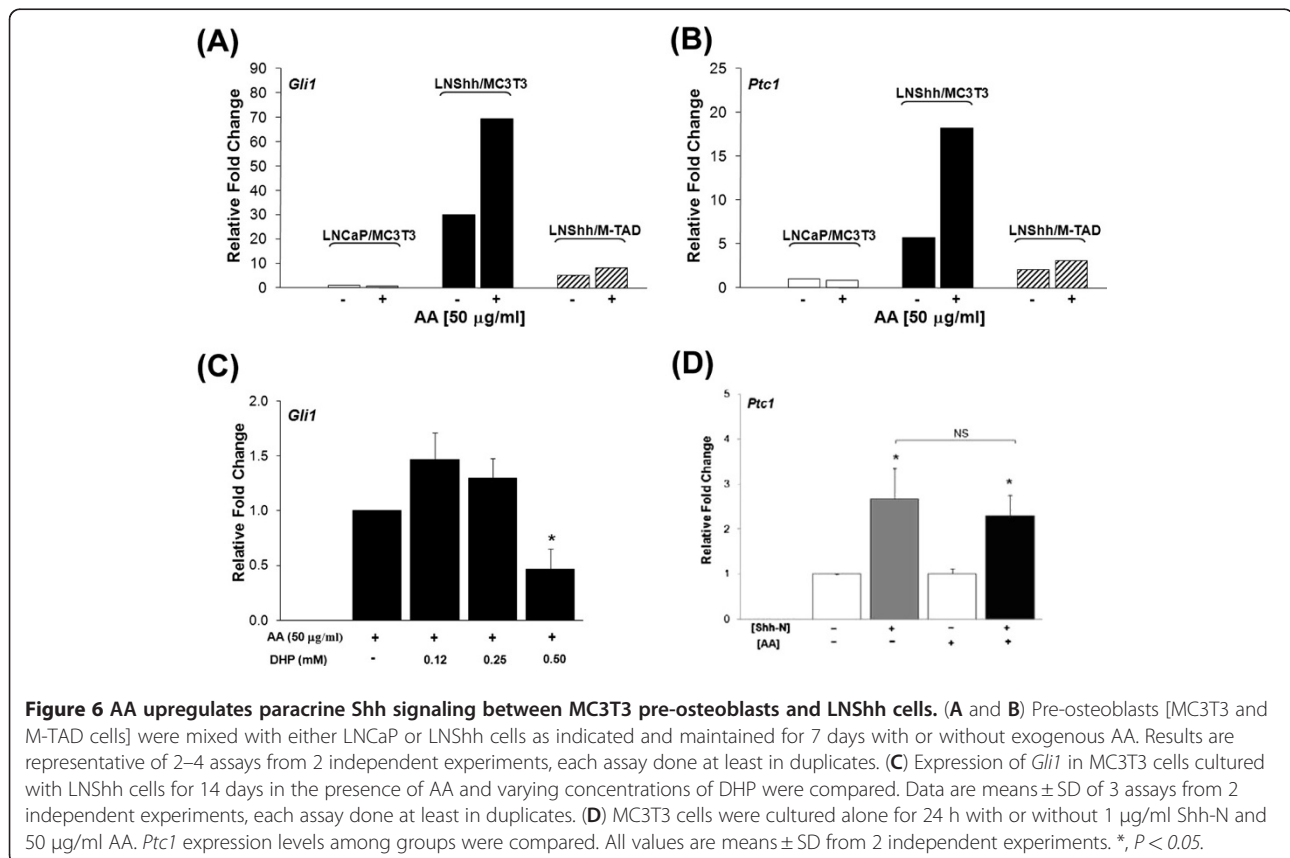 (A)
Gli1
Relative Fold Change
90
80
70
60
50
40
30
20
10
0
LNCaP/MC3T3
LNShh/MC3T3
LNShh/M-TAD
- + - + - +
AA [50 µg/ml]
(B)
Ptc1
Relative Fold Change
25
20
15
10
5
0
LNCaP/MC3T3
LNShh/MC3T3
LNShh/M-TAD
- + - + - +
AA [50 µg/ml]
(C)
Gli1
Relative Fold Change
2.0
1.5
1.0
0.5
0.0
*
AA (50 µg/ml) + + + +
DHP (mM) - 0.12 0.25 0.50
(D)
Ptc1
Relative Fold Change
5
4
3
2
1
0
NS
* *
[Shh-N] – + – +
[AA] – – + +
Figure 6 AA upregulates paracrine Shh signaling between MC3T3 pre-osteoblasts and LNShh cells. (A and B) Pre-osteoblasts [MC3T3 and
M-TAD cells] were mixed with either LNCaP or LNShh cells as indicated and maintained for 7 days with or without exogenous AA. Results are
representative of 2–4 assays from 2 independent experiments, each assay done at least in duplicates. (C) Expression of Gli1 in MC3T3 cells cultured
with LNShh cells for 14 days in the presence of AA and varying concentrations of DHP were compared. Data are means ± SD of 3 assays from 2
independent experiments, each assay done at least in duplicates. (D) MC3T3 cells were cultured alone for 24 h with or without 1 µg/ml Shh-N and
50 µg/ml AA. Ptc1 expression levels among groups were compared. All values are means ± SD from 2 independent experiments. *, P < 0.05.